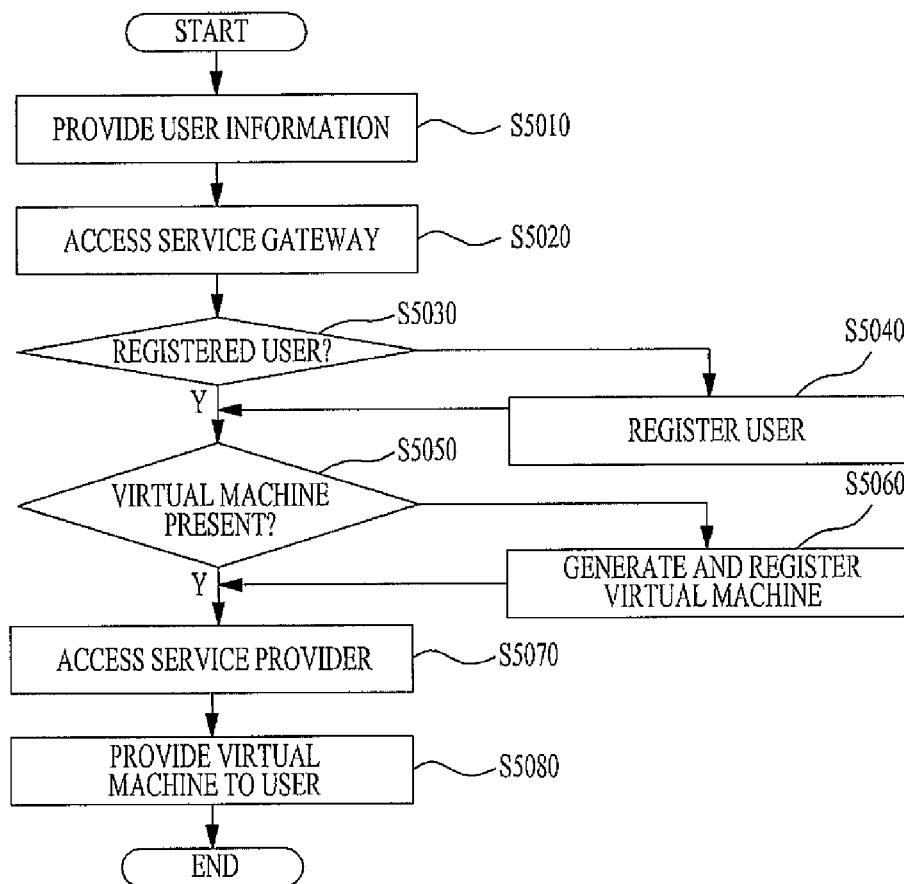 START
PROVIDE USER INFORMATION
S5010
ACCESS SERVICE GATEWAY
S5020
S5030
REGISTERED USER?
S5040
Y
REGISTER USER
S5050
VIRTUAL MACHINE
PRESENT?
S5060
Y
GENERATE AND REGISTER
VIRTUAL MACHINE
ACCESS SERVICE PROVIDER
S5070
PROVIDE VIRTUAL
MACHINE TO USER
S5080
END